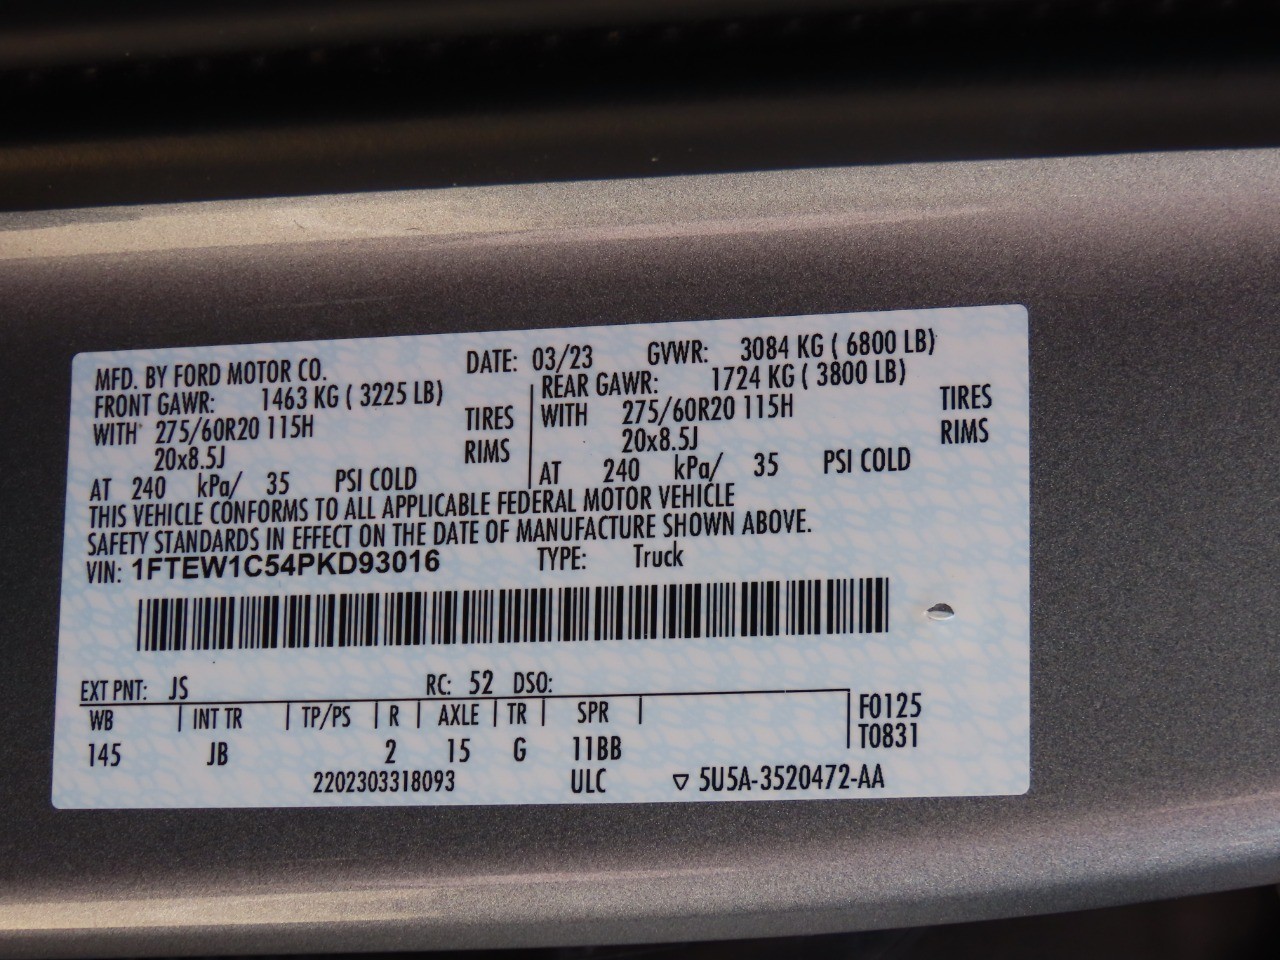 MFD. BY FORD MOTOR CO. DATE: 03/23 GVWR: 3084 KG ( 6800 LB)
FRONT GAWR: 1463 KG ( 3225 LB) REAR GAWR: 1724 KG ( 3800 LB)
WITH 275/60R20 115H TIRES WITH 275/60R20 115H TIRES
20x8.5J RIMS 20x8.5J RIMS
AT 240 kPa/ 35 PSI COLD AT 240 kPa/ 35 PSI COLD
THIS VEHICLE CONFORMS TO ALL APPLICABLE FEDERAL MOTOR VEHICLE
SAFETY STANDARDS IN EFFECT ON THE DATE OF MANUFACTURE SHOWN ABOVE.
VIN: 1FTEW1C54PKD93016 TYPE: Truck
EXT PNT: JS RC: 52 DSO:
WB | INT TR | TP/PS | R | AXLE | TR | SPR | F0125
145 JB 2 15 G 11BB T0831
2202303318093 ULC ▽ 5U5A-3520472-AA